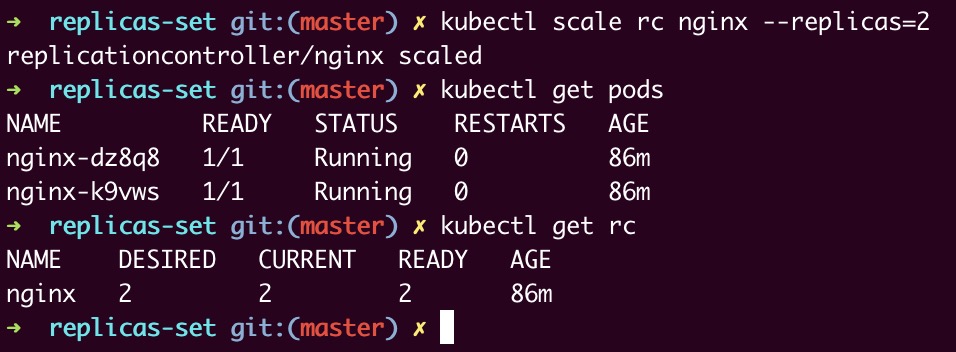 ➜  replicas-set git:(master) ✗ kubectl scale rc nginx --replicas=2
replicationcontroller/nginx scaled
➜  replicas-set git:(master) ✗ kubectl get pods
NAME          READY   STATUS    RESTARTS   AGE
nginx-dz8q8   1/1     Running   0          86m
nginx-k9vws   1/1     Running   0          86m
➜  replicas-set git:(master) ✗ kubectl get rc
NAME    DESIRED   CURRENT   READY   AGE
nginx   2         2         2       86m
➜  replicas-set git:(master) ✗